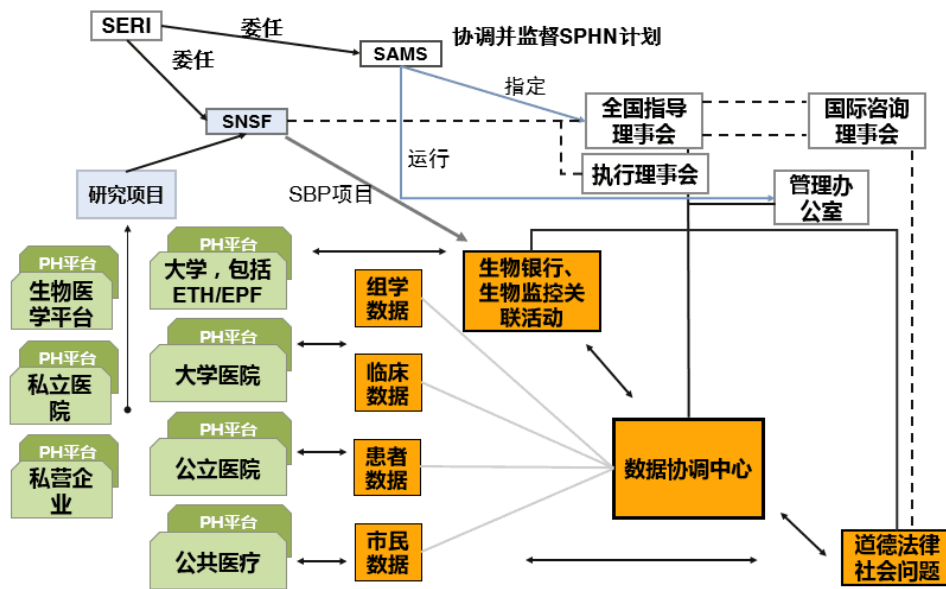 SERI
委任
委任
SAMS
协调并监督SPHN计划
指定
SNSF
全国指导
理事会
国际咨询
理事会
运行
执行理事会
研究项目
SBP项目
管理办
公室
PH平台
生物医
学平台
PH平台
大学，包括
ETH/EPF
组学
数据
生物银行、
生物监控关
联活动
PH平台
私立医
院
PH平台
大学医院
临床
数据
PH平台
私营企
业
PH平台
公立医院
患者
数据
数据协调中心
PH平台
公共医疗
市民
数据
道德法律
社会问题